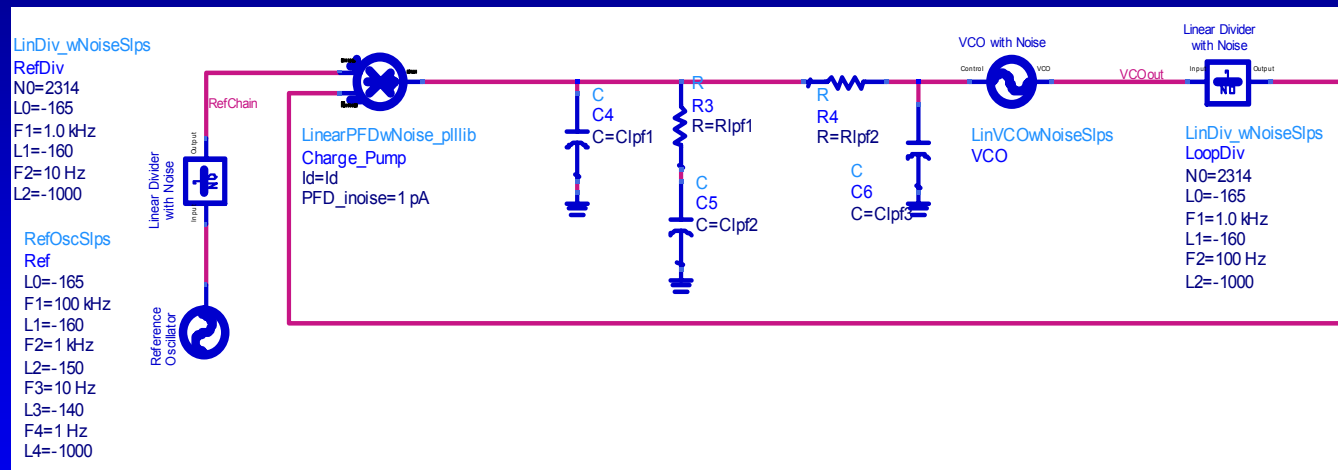 LinDiv_wNoiseSlps
RefDiv
N0=2314
L0=-165
F1=1.0 kHz
L1=-160
F2=10 Hz
L2=-1000
RefOscSlps
Ref
L0=-165
F1=100 kHz
L1=-160
F2=1 kHz
L2=-150
F3=10 Hz
L3=-140
F4=1 Hz
L4=-1000
Linear Divider
with Noise
Output
Input
Reference
Oscillator
RefChain
LinearPFDwNoise_plllib
Charge_Pump
Id=Id
PFD_inoise=1 pA
C
C4
C=Clpf1
R
R3
R=Rlpf1
C
C5
C=Clpf2
R
R4
R=Rlpf2
C
C6
C=Clpf3
VCO with Noise
Control
VCO
LinVCOwNoiseSlps
VCO
VCOout
Linear Divider
with Noise
Input
Output
LinDiv_wNoiseSlps
LoopDiv
N0=2314
L0=-165
F1=1.0 kHz
L1=-160
F2=100 Hz
L2=-1000